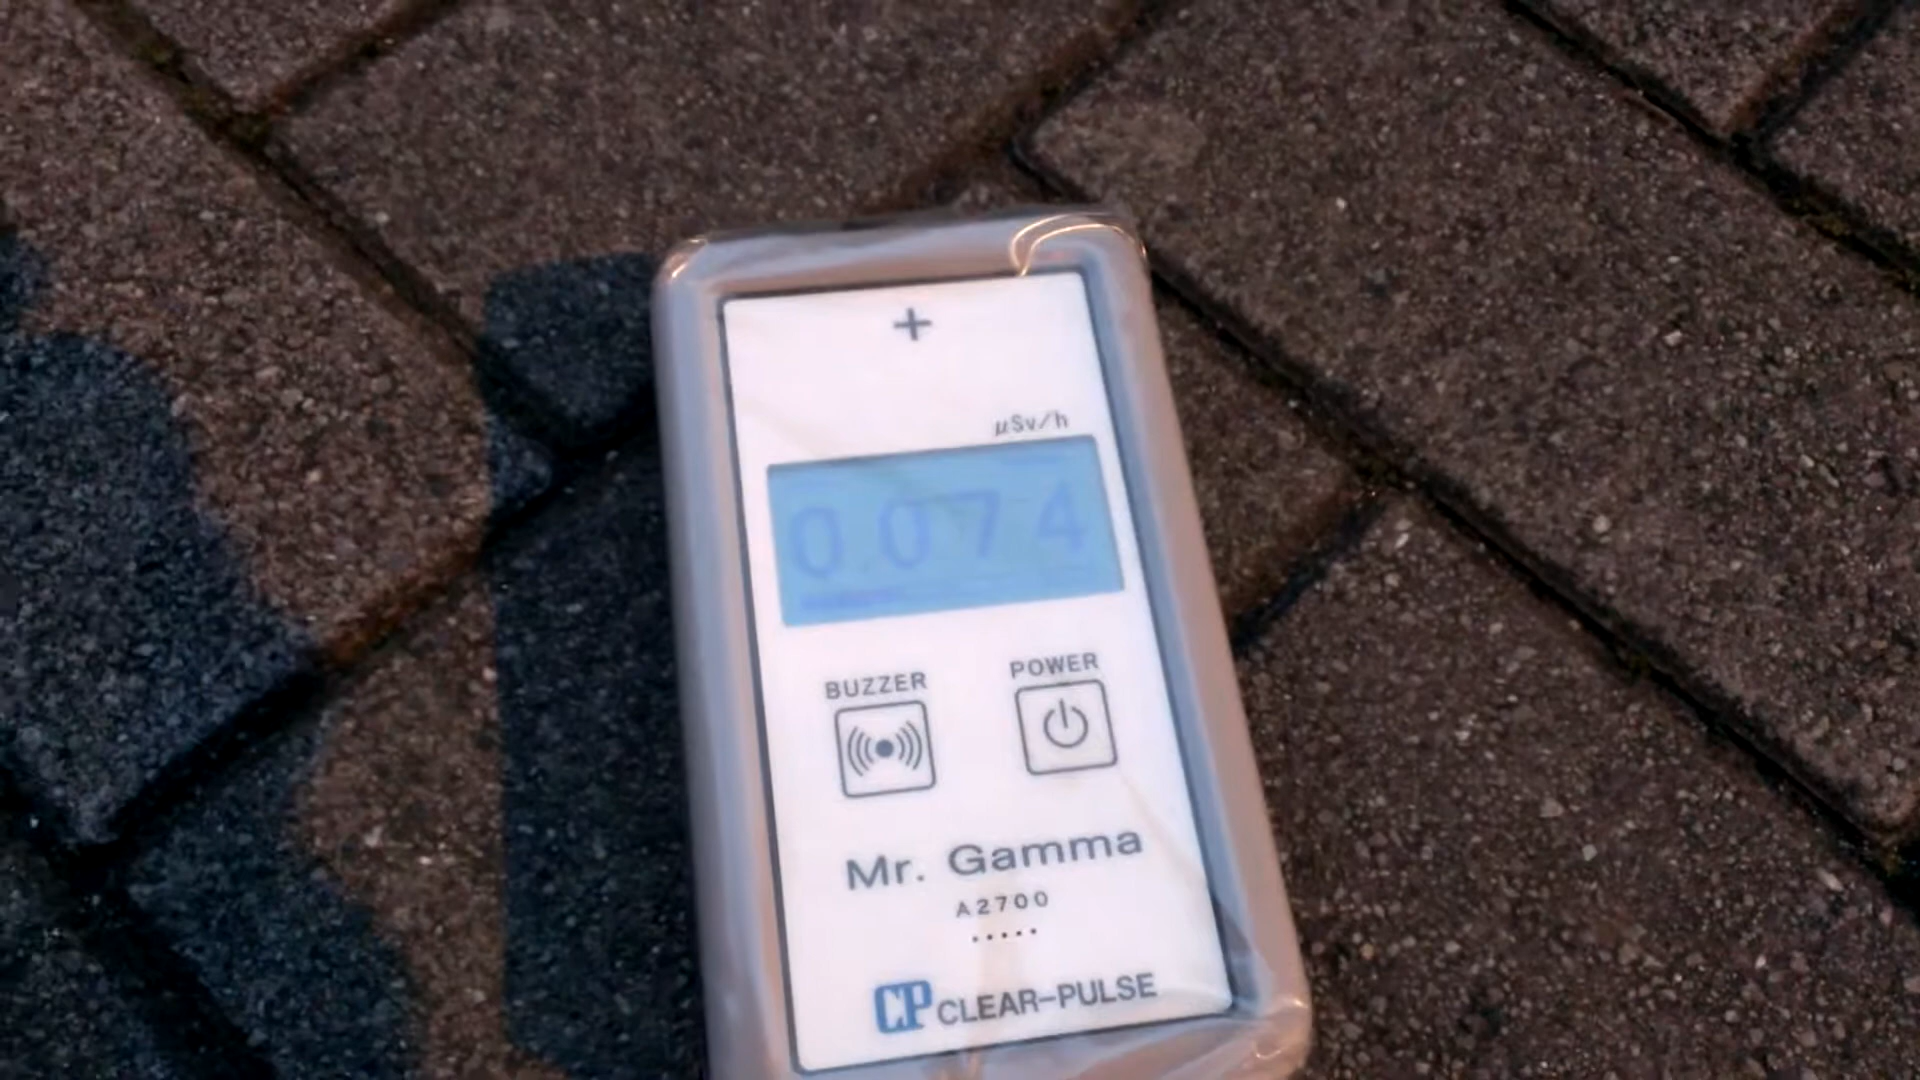 +
μSv/h
0.074
BUZZER
POWER
Mr. Gamma
A2700
CP CLEAR-PULSE